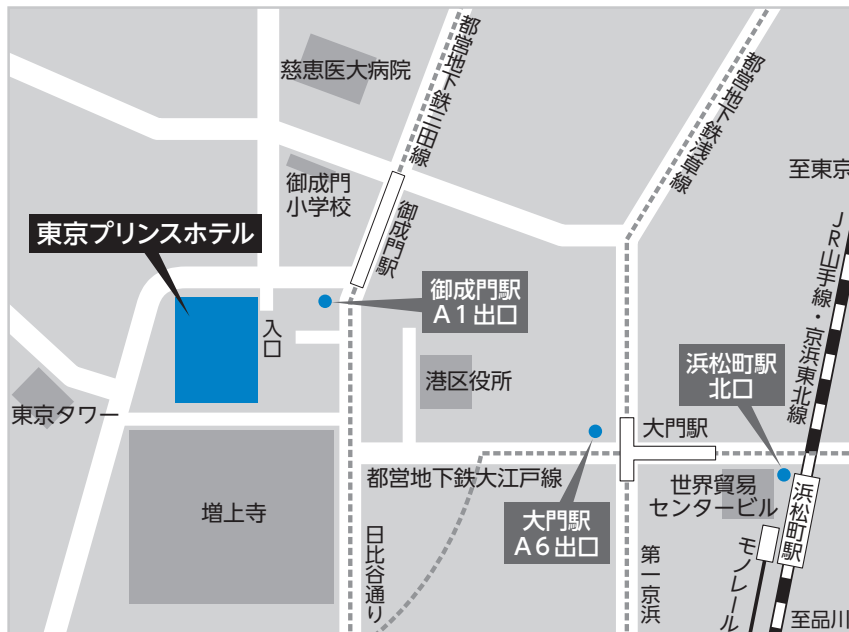 慈恵医大病院
都営地下鉄三田線
都営地下鉄浅草線
至東京
御成門
小学校
御成門駅
東京プリンスホテル
JR山手線・京浜東北線
御成門駅
A1出口
入口
港区役所
浜松町駅
北口
東京タワー
大門駅
都営地下鉄大江戸線
世界貿易
センタービル
浜松町駅
増上寺
大門駅
A6出口
日比谷通り
第一京浜
モノレール
至品川